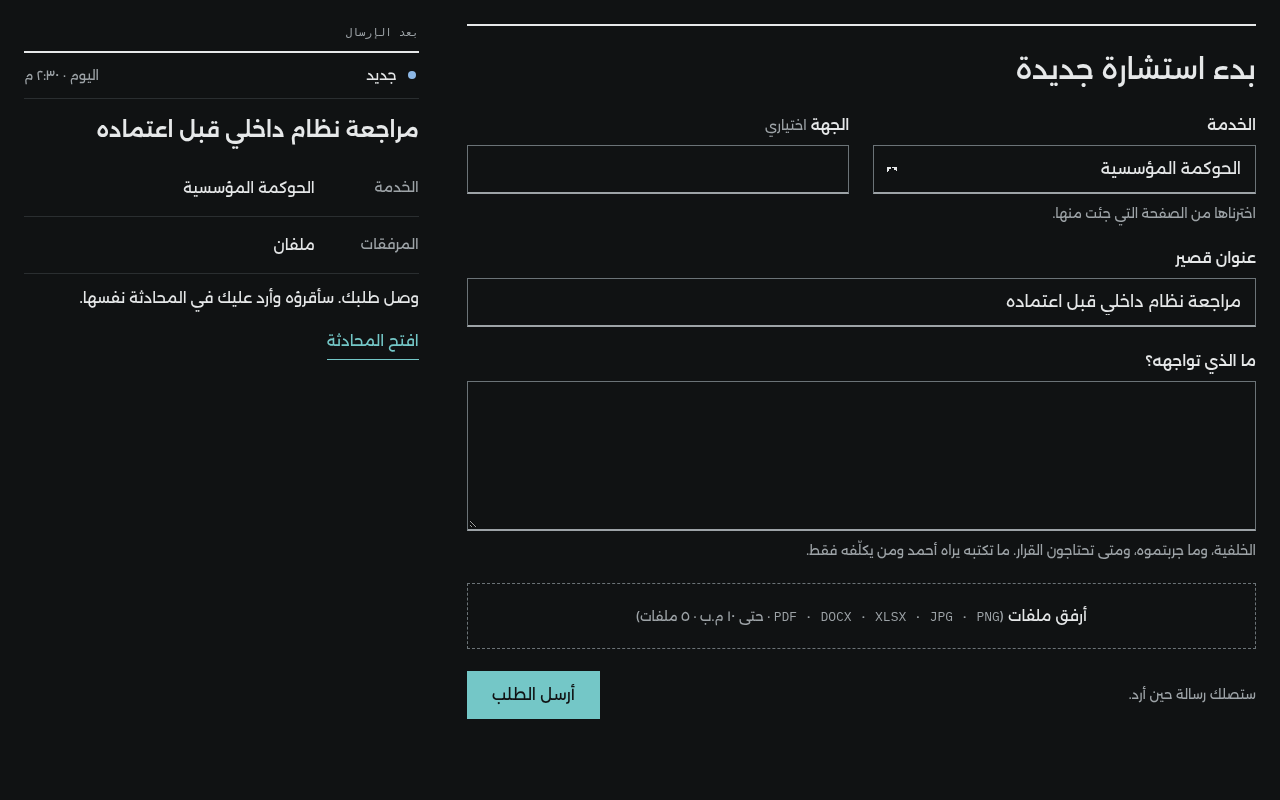 بدء استشارة جديدة
الخدمة
الحوكمة المؤسسية
اخترناها من الصفحة التي جئت منها.
الجهة اختياري
عنوان قصير
مراجعة نظام داخلي قبل اعتماده
ما الذي تواجهه؟
الخلفية، وما جربتموه، ومتى تحتاجون القرار. ما تكتبه يراه أحمد ومن يكلّفه فقط.
أرفق ملفات (PDF · DOCX · XLSX · JPG · PNG · حتى ١٠ م.ب · ٥ ملفات)
ستصلك رسالة حين أرد.
أرسل الطلب
بعد الإرسال
جديد
اليوم · ٢:٣٠ م
مراجعة نظام داخلي قبل اعتماده
الخدمة الحوكمة المؤسسية
المرفقات ملفان
وصل طلبك. سأقرؤه وأرد عليك في المحادثة نفسها.
افتح المحادثة